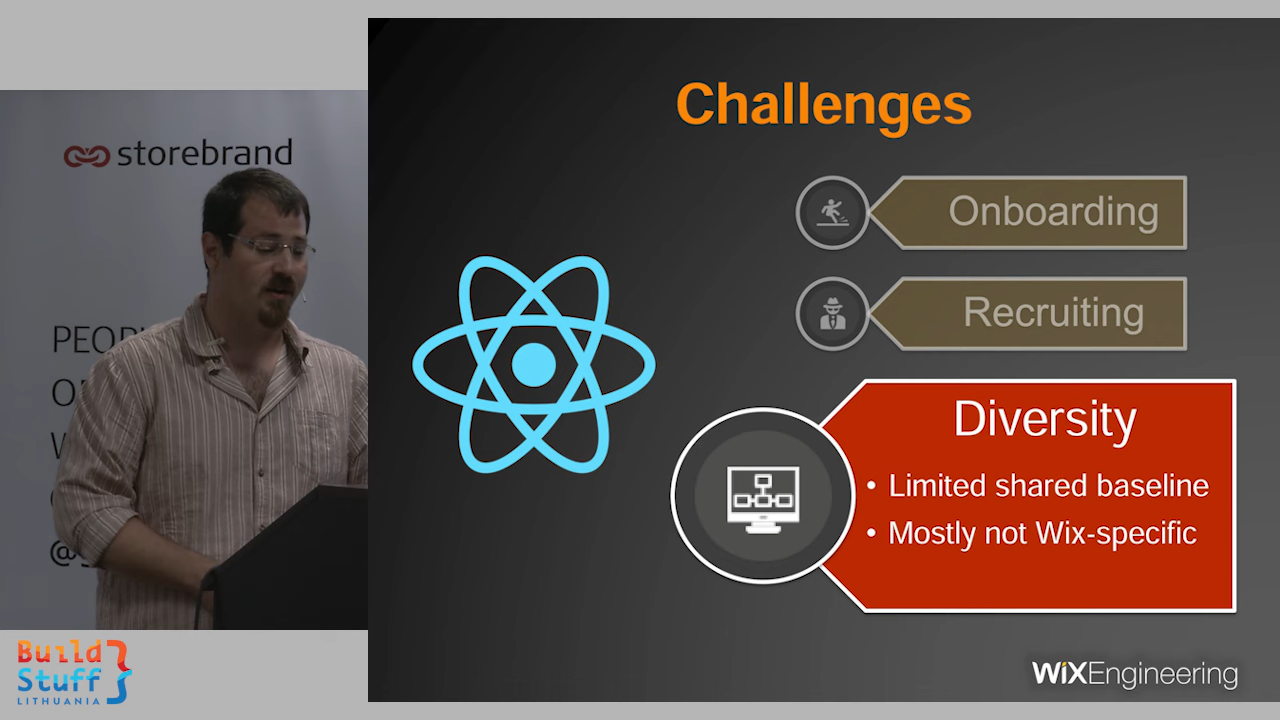 storebrand
Challenges
Onboarding
Recruiting
Diversity
• Limited shared baseline
• Mostly not Wix-specific
WiXEngineering
Build
Stuff
LITHUANIA